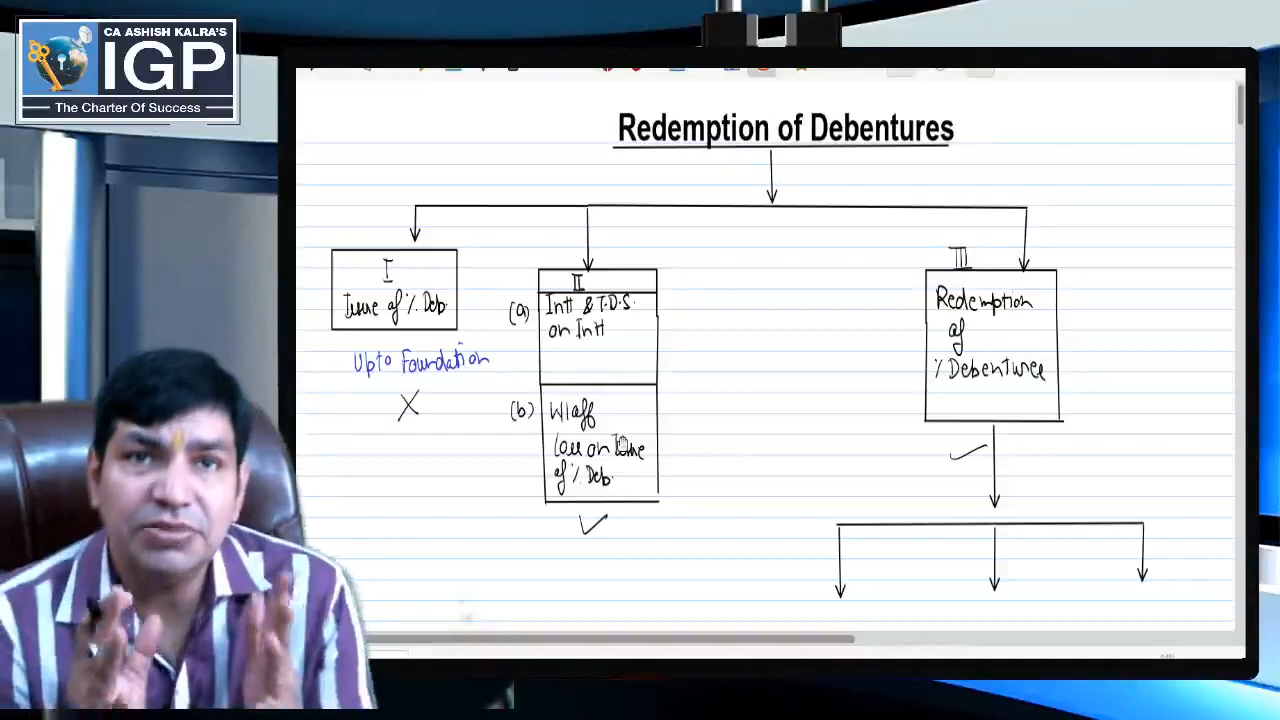 CA ASHISH KALRA'S
IGP
The Charter Of Success
Redemption of Debentures
I
Issue of % Deb.
Upto Foundation
X
II
(a) Intt & T.D.S.
on Intt
(b) W/off
Loss on Issue
of % Deb.
III
Redemption
of
% Debentures